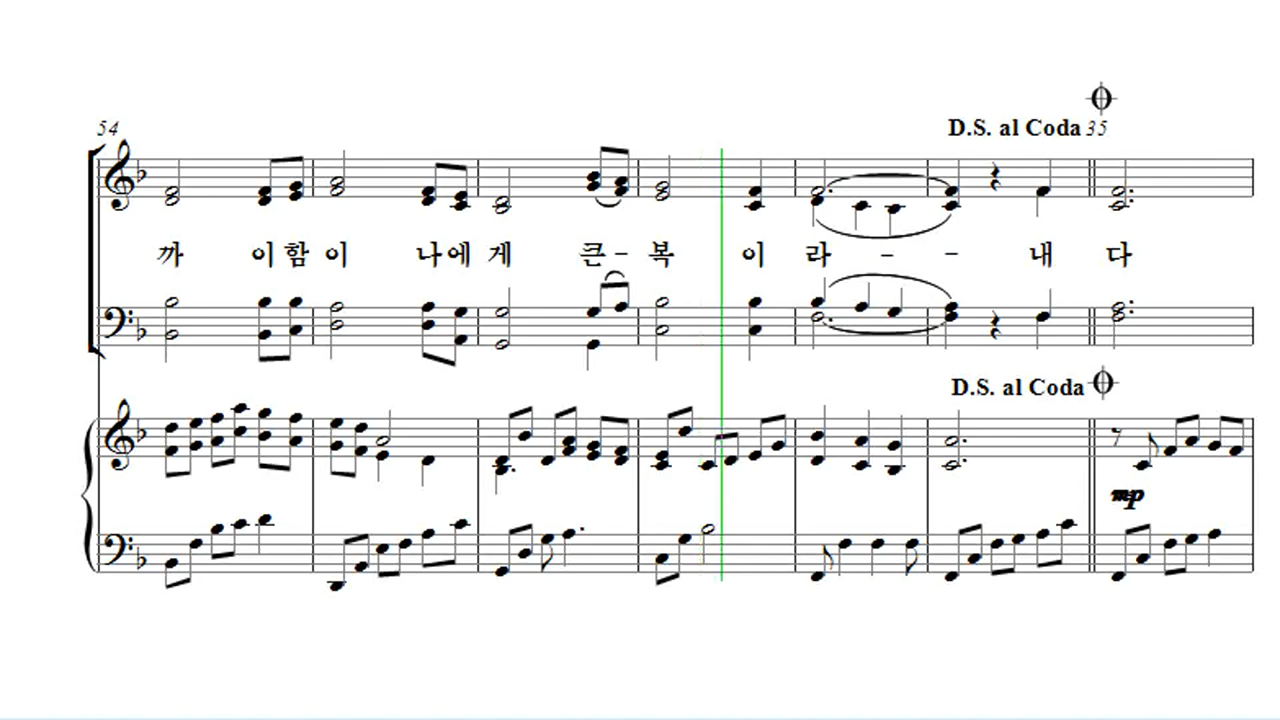 D.S. al Coda 35
54
까 이 함 이 나 에 게 큰 - 복 이 라 - - 내 다
D.S. al Coda
mp